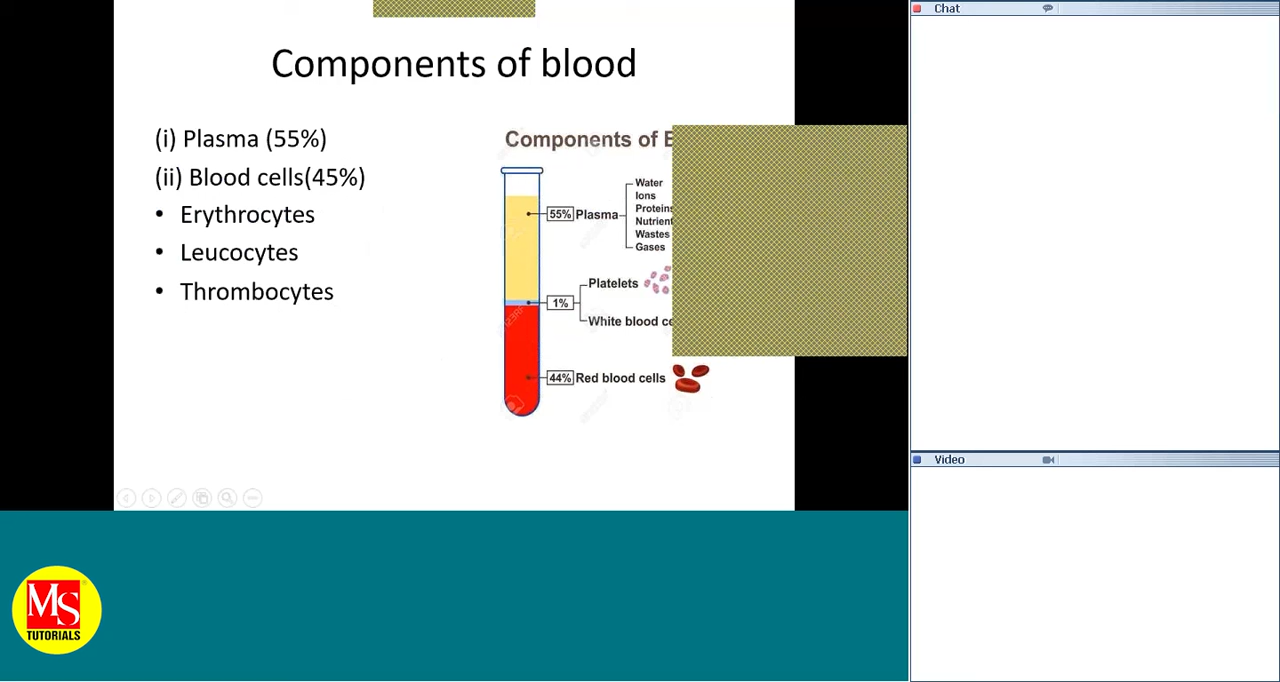 Components of blood
(i) Plasma (55%)
(ii) Blood cells(45%)
• Erythrocytes
• Leucocytes
• Thrombocytes
Components of
55% Plasma
Water
Ions
Proteins
Nutrient
Wastes
Gases
1%
Platelets
White blood ce
44% Red blood cells
Chat
Video
MS
TUTORIALS